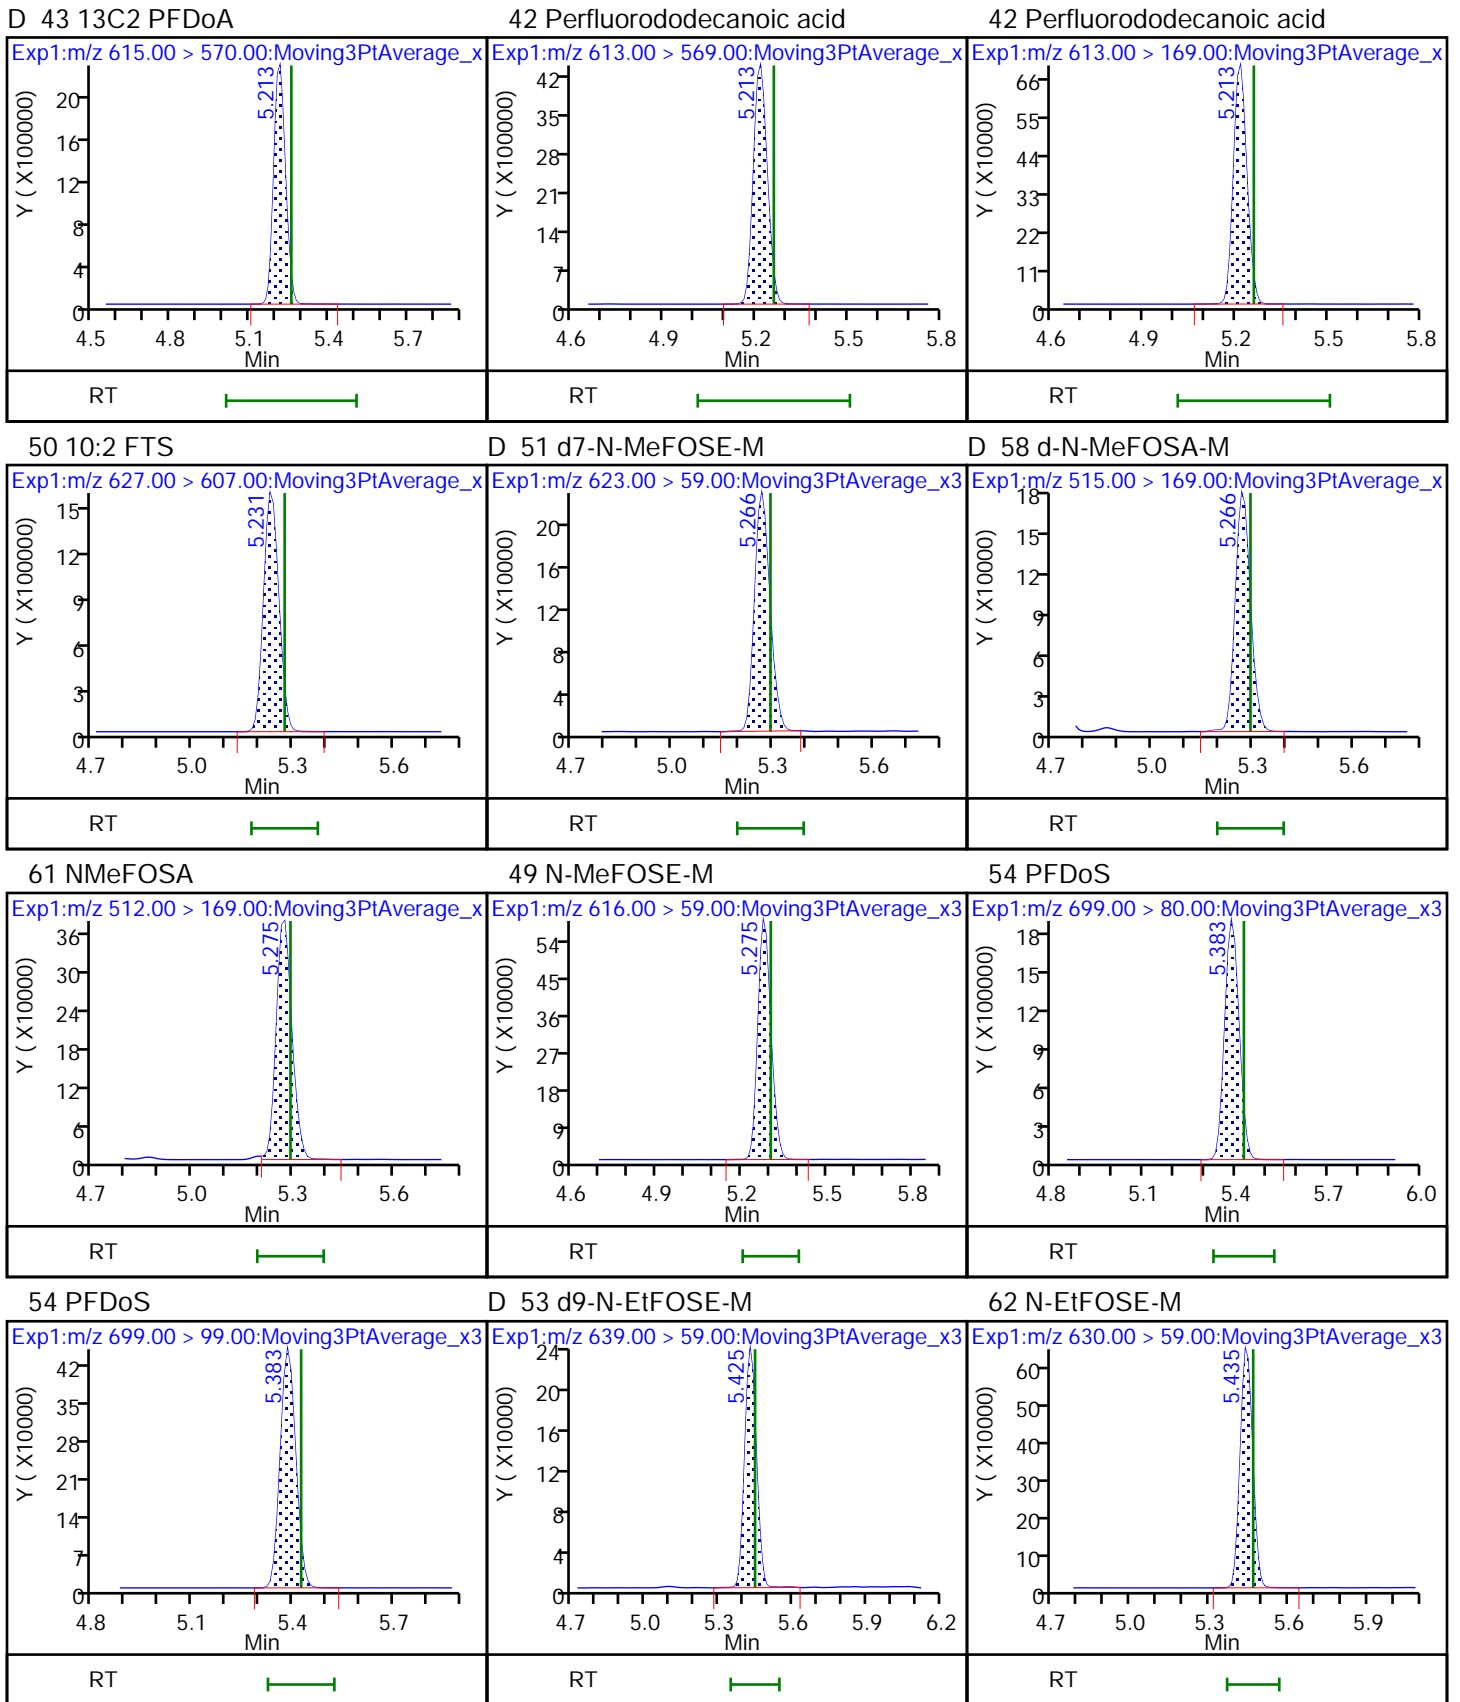 D 43 13C2 PFDoA
Exp1:m/z 615.00 > 570.00:Moving3PtAverage_x
Y ( X100000)
20
16
12
8
4
0
5.213
4.5 4.8 5.1 5.4 5.7
Min
RT
42 Perfluorododecanoic acid
Exp1:m/z 613.00 > 569.00:Moving3PtAverage_x
Y ( X100000)
42
35
28
21
14
7
0
5.213
4.6 4.9 5.2 5.5 5.8
Min
RT
42 Perfluorododecanoic acid
Exp1:m/z 613.00 > 169.00:Moving3PtAverage_x
Y ( X10000)
66
55
44
33
22
11
0
5.213
4.6 4.9 5.2 5.5 5.8
Min
RT
50 10:2 FTS
Exp1:m/z 627.00 > 607.00:Moving3PtAverage_x
Y ( X100000)
15
12
9
6
3
0
5.231
4.7 5.0 5.3 5.6
Min
RT
D 51 d7-N-MeFOSE-M
Exp1:m/z 623.00 > 59.00:Moving3PtAverage_x3
Y ( X10000)
20
16
12
8
4
0
5.266
4.7 5.0 5.3 5.6
Min
RT
D 58 d-N-MeFOSA-M
Exp1:m/z 515.00 > 169.00:Moving3PtAverage_x
Y ( X10000)
18
15
12
9
6
3
0
5.266
4.7 5.0 5.3 5.6
Min
RT
61 NMeFOSA
Exp1:m/z 512.00 > 169.00:Moving3PtAverage_x
Y ( X10000)
36
30
24
18
12
6
0
5.275
4.7 5.0 5.3 5.6
Min
RT
49 N-MeFOSE-M
Exp1:m/z 616.00 > 59.00:Moving3PtAverage_x3
Y ( X10000)
54
45
36
27
18
9
0
5.275
4.6 4.9 5.2 5.5 5.8
Min
RT
54 PFDoS
Exp1:m/z 699.00 > 80.00:Moving3PtAverage_x3
Y ( X100000)
18
15
12
9
6
3
0
5.383
4.8 5.1 5.4 5.7 6.0
Min
RT
54 PFDoS
Exp1:m/z 699.00 > 99.00:Moving3PtAverage_x3
Y ( X10000)
42
35
28
21
14
7
0
5.383
4.8 5.1 5.4 5.7
Min
RT
D 53 d9-N-EtFOSE-M
Exp1:m/z 639.00 > 59.00:Moving3PtAverage_x3
Y ( X10000)
24
20
16
12
8
4
0
5.425
4.7 5.0 5.3 5.6 5.9 6.2
Min
RT
62 N-EtFOSE-M
Exp1:m/z 630.00 > 59.00:Moving3PtAverage_x3
Y ( X10000)
60
50
40
30
20
10
0
5.435
4.7 5.0 5.3 5.6 5.9
Min
RT